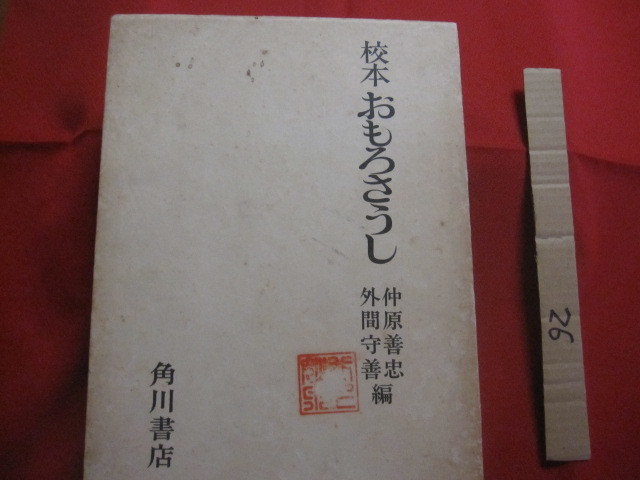 校本おもろさうし
仲原善忠
外間守善 編
角川書店
26